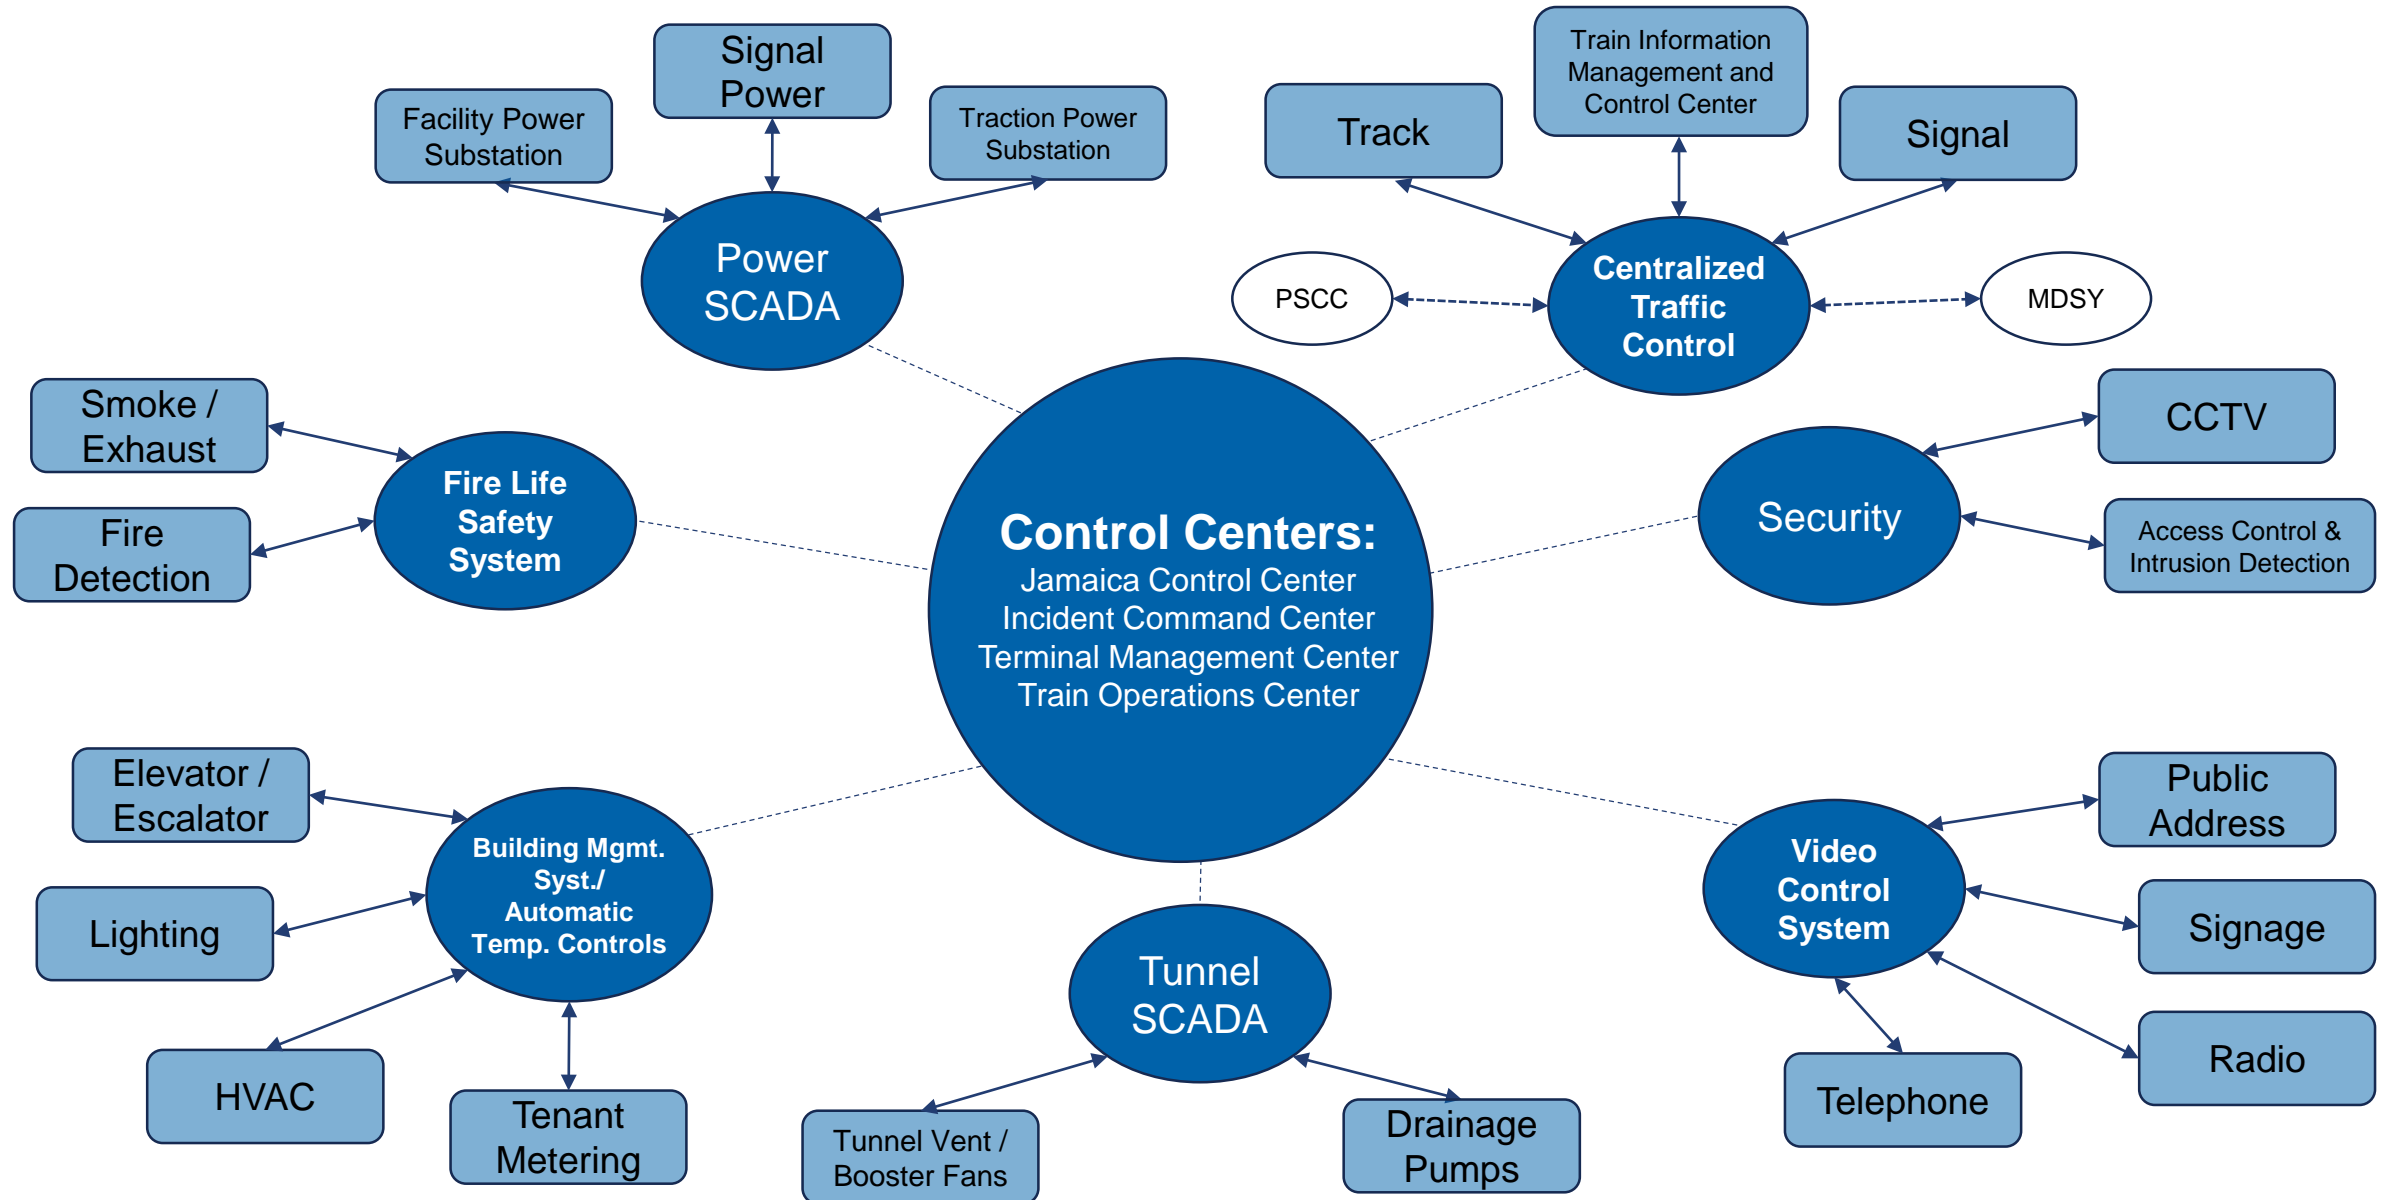 Signal
Power
Facility Power
Substation
Traction Power
Substation
Power
SCADA
Train Information
Management and
Control Center
Track
Signal
Centralized
Traffic
Control
PSCC
MDSY
Smoke /
Exhaust
Fire
Detection
Fire Life
Safety
System
Control Centers:
Jamaica Control Center
Incident Command Center
Terminal Management Center
Train Operations Center
Security
CCTV
Access Control &
Intrusion Detection
Elevator /
Escalator
Lighting
HVAC
Tenant
Metering
Building Mgmt.
Syst./
Automatic
Temp. Controls
Tunnel
SCADA
Tunnel Vent /
Booster Fans
Drainage
Pumps
Video
Control
System
Public
Address
Signage
Radio
Telephone